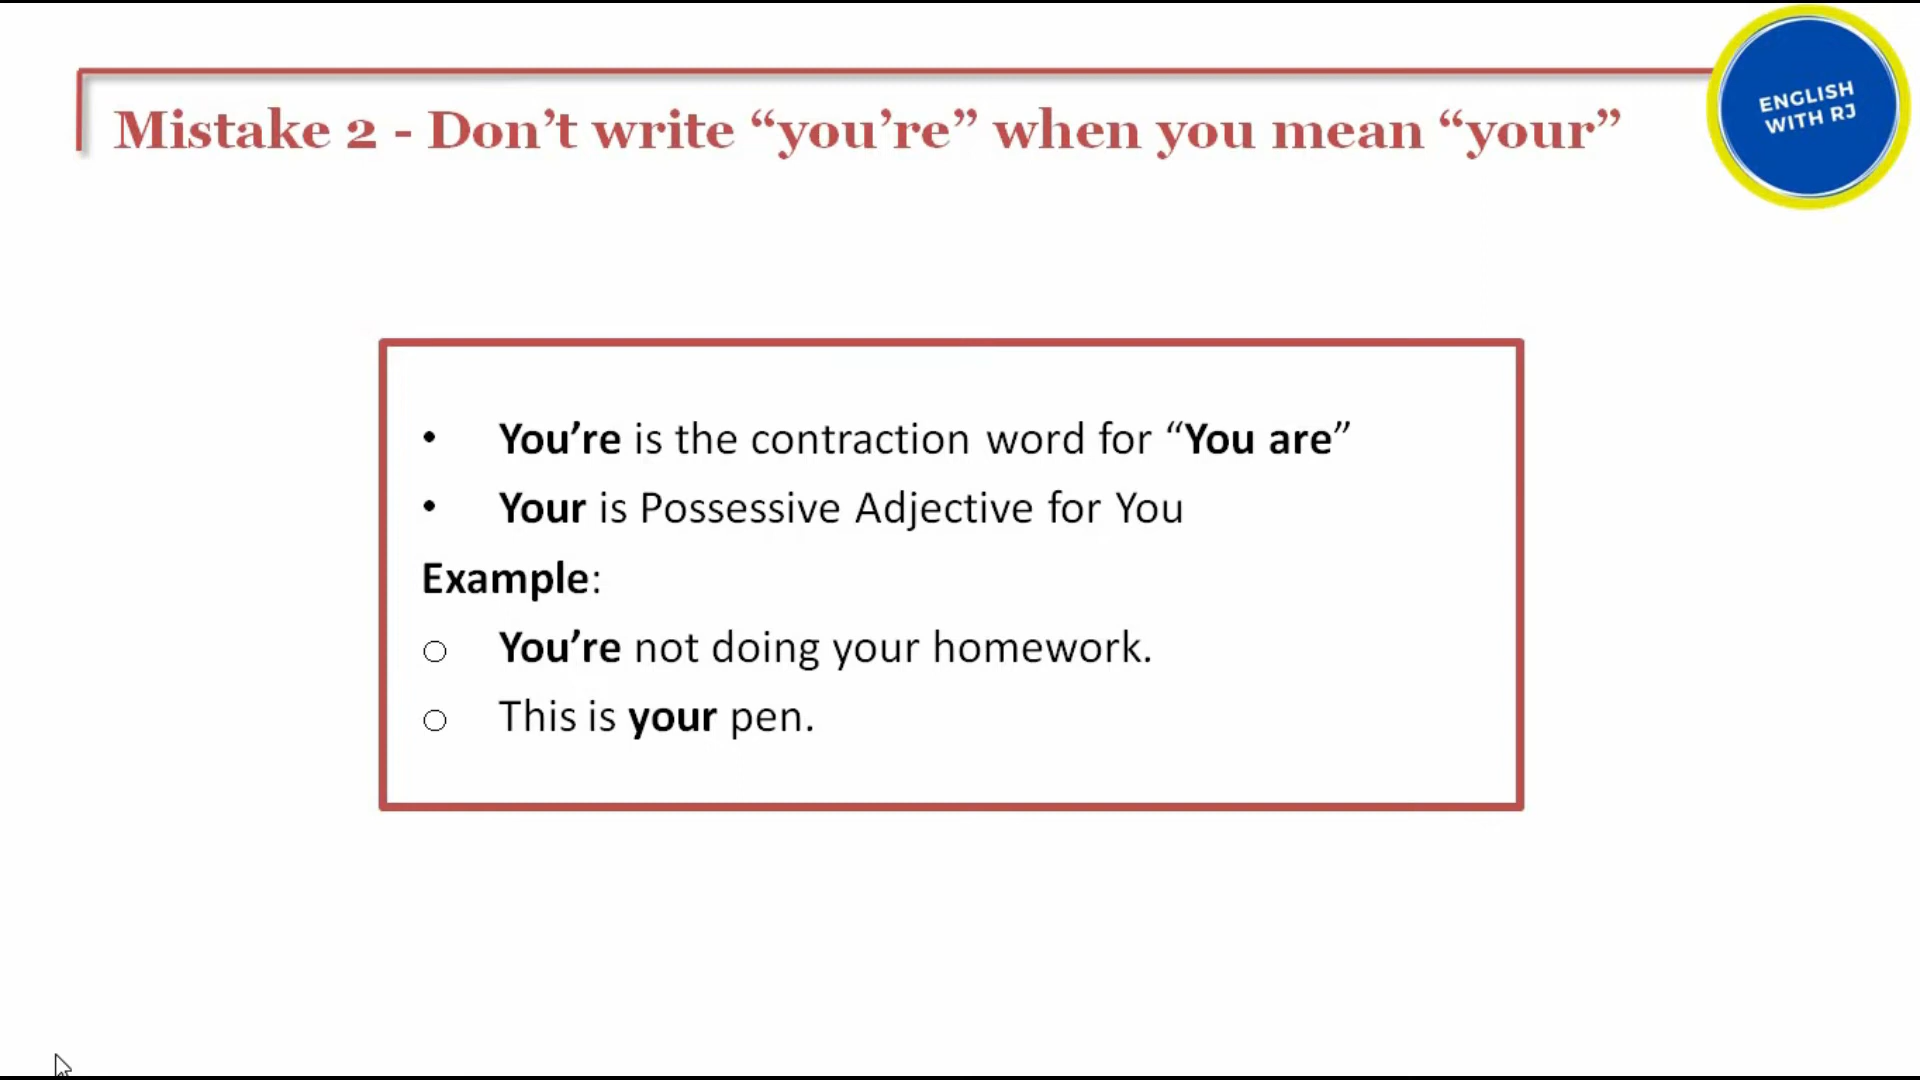 Mistake 2 - Don’t write “you’re” when you mean “your”
ENGLISH
WITH RJ
• You’re is the contraction word for “You are”
• Your is Possessive Adjective for You
Example:
○ You’re not doing your homework.
○ This is your pen.